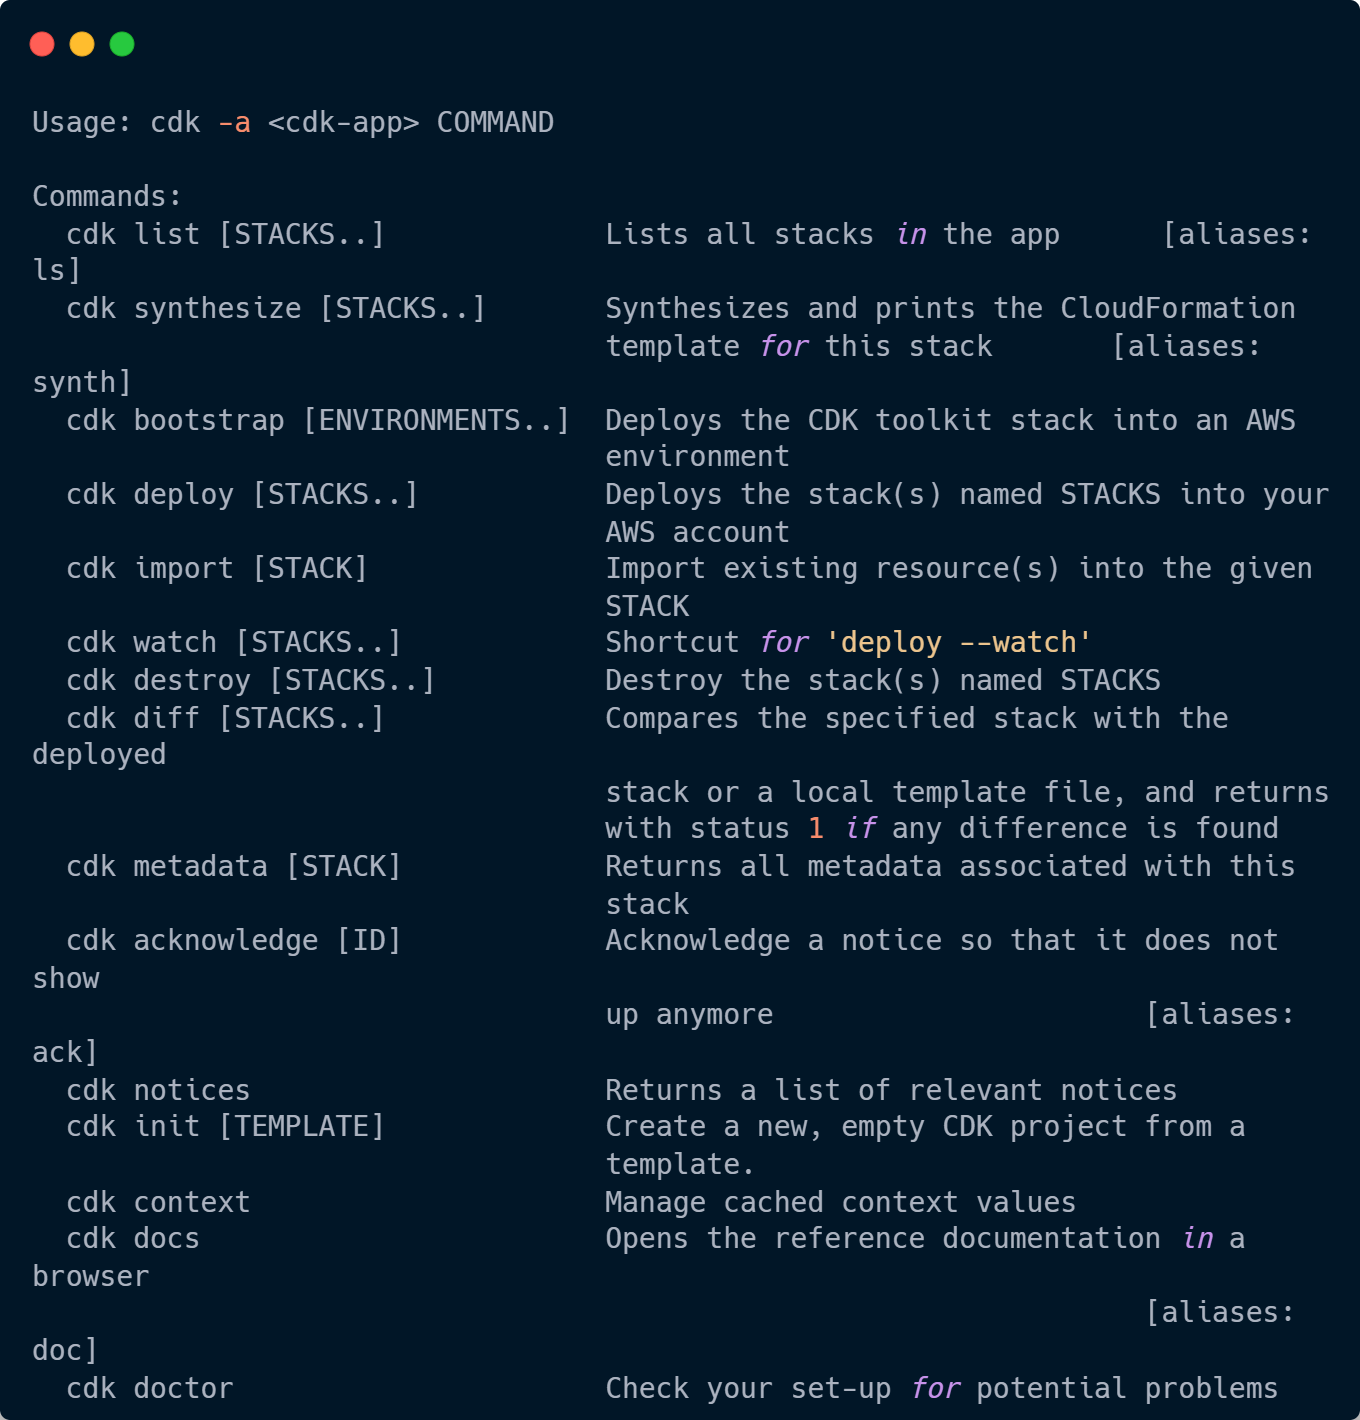 Usage: cdk -a <cdk-app> COMMAND

Commands:
  cdk list [STACKS..]             Lists all stacks in the app      [aliases:
ls]
  cdk synthesize [STACKS..]       Synthesizes and prints the CloudFormation
                                  template for this stack       [aliases:
synth]
  cdk bootstrap [ENVIRONMENTS..]  Deploys the CDK toolkit stack into an AWS
                                  environment
  cdk deploy [STACKS..]           Deploys the stack(s) named STACKS into your
                                  AWS account
  cdk import [STACK]              Import existing resource(s) into the given
                                  STACK
  cdk watch [STACKS..]            Shortcut for 'deploy --watch'
  cdk destroy [STACKS..]          Destroy the stack(s) named STACKS
  cdk diff [STACKS..]             Compares the specified stack with the
deployed
                                  stack or a local template file, and returns
                                  with status 1 if any difference is found
  cdk metadata [STACK]            Returns all metadata associated with this
                                  stack
  cdk acknowledge [ID]            Acknowledge a notice so that it does not
show
                                  up anymore                      [aliases:
ack]
  cdk notices                     Returns a list of relevant notices
  cdk init [TEMPLATE]             Create a new, empty CDK project from a
                                  template.
  cdk context                     Manage cached context values
  cdk docs                        Opens the reference documentation in a
browser
                                                                  [aliases:
doc]
  cdk doctor                      Check your set-up for potential problems